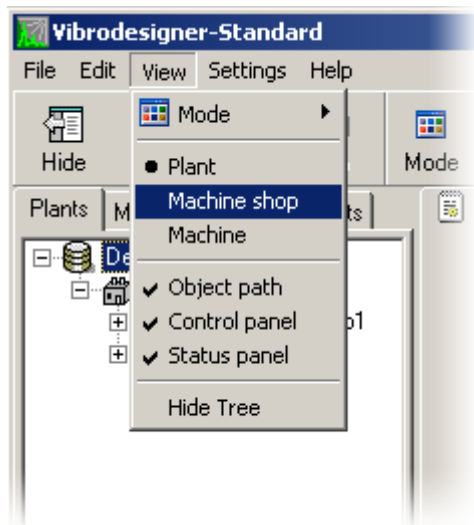 Vibrodesigner-Standard
File Edit View Settings Help
Hide
Mode
Mode
Plant
Machine shop
Machine
Object path
Control panel
Status panel
Hide Tree
Plants